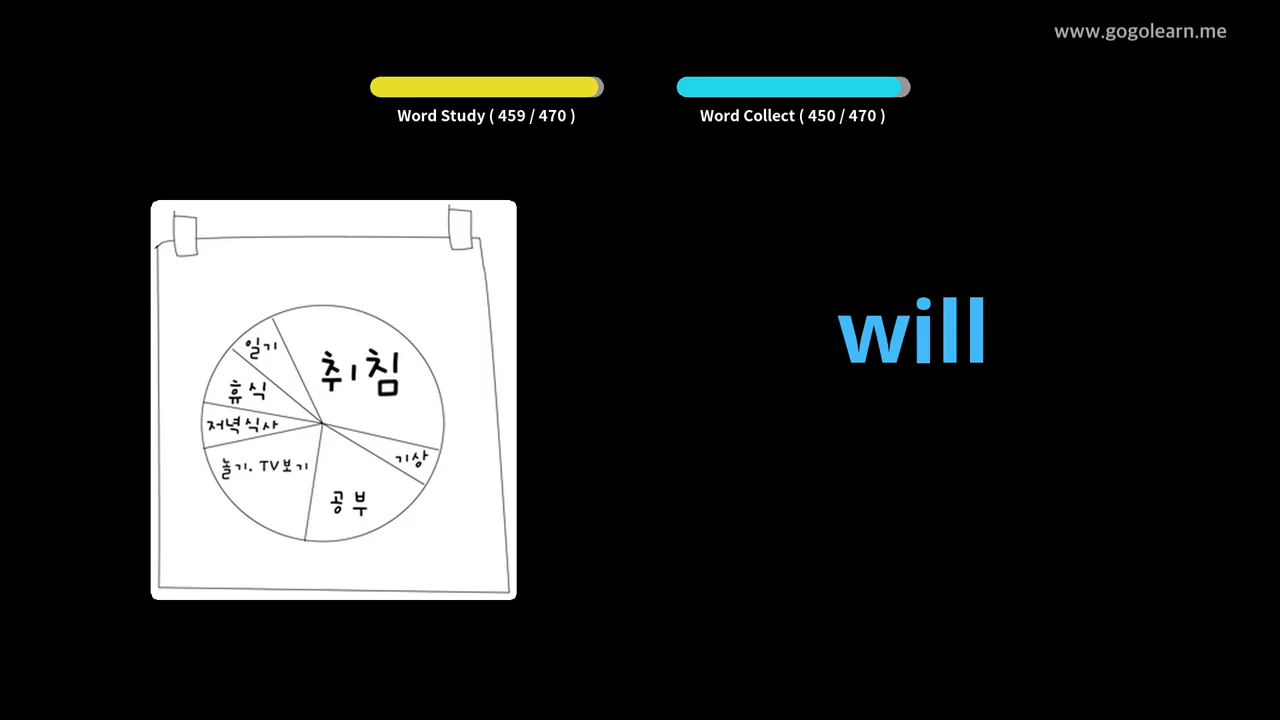 www.gogolearn.me
Word Study ( 459 / 470 )
Word Collect ( 450 / 470 )
일기
취침
휴식
저녁식사
놀기. TV보기
기상
공부
will